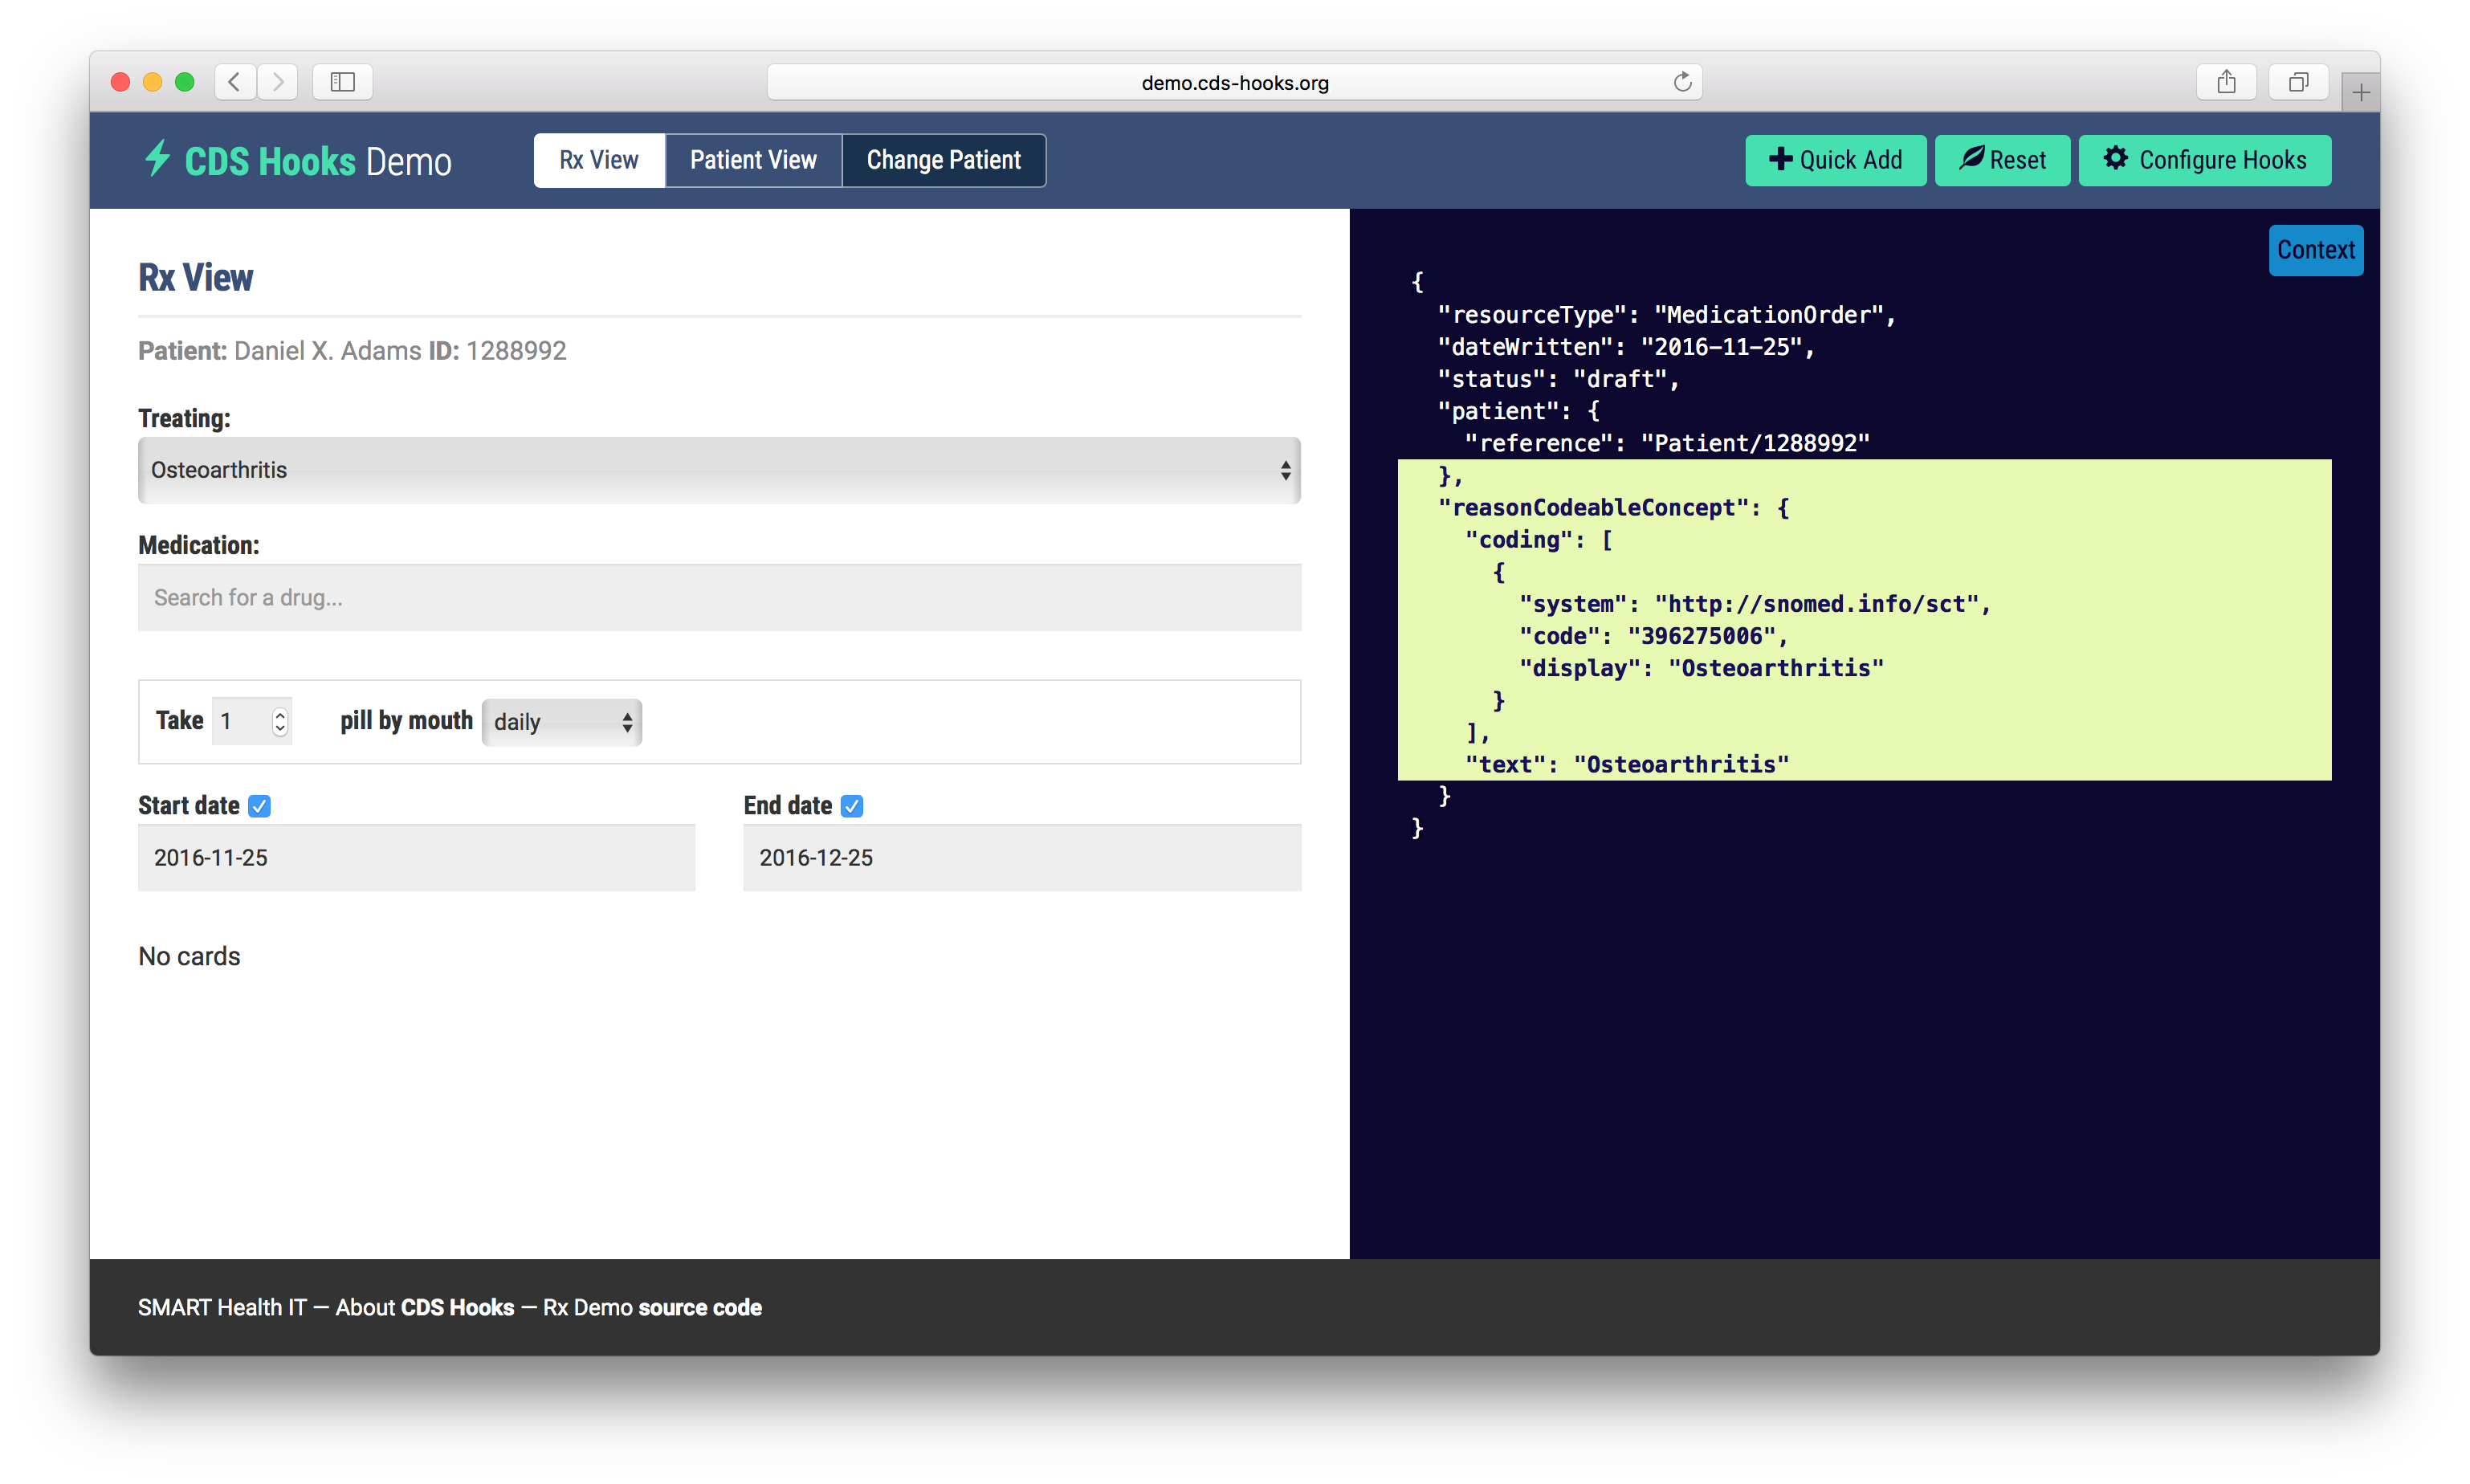 demo.cds-hooks.org
CDS Hooks Demo
Rx View
Patient View
Change Patient
Quick Add
Reset
Configure Hooks
Rx View
Patient: Daniel X. Adams ID: 1288992
Treating:
Osteoarthritis
Medication:
Search for a drug...
Take 1 pill by mouth daily
Start date
End date
2016-11-25
2016-12-25
No cards
Context
{
"resourceType": "MedicationOrder",
"dateWritten": "2016-11-25",
"status": "draft",
"patient": {
"reference": "Patient/1288992"
},
"reasonCodeableConcept": {
"coding": [
{
"system": "http://snomed.info/sct",
"code": "396275006",
"display": "Osteoarthritis"
}
],
"text": "Osteoarthritis"
}
}
SMART Health IT — About CDS Hooks — Rx Demo source code